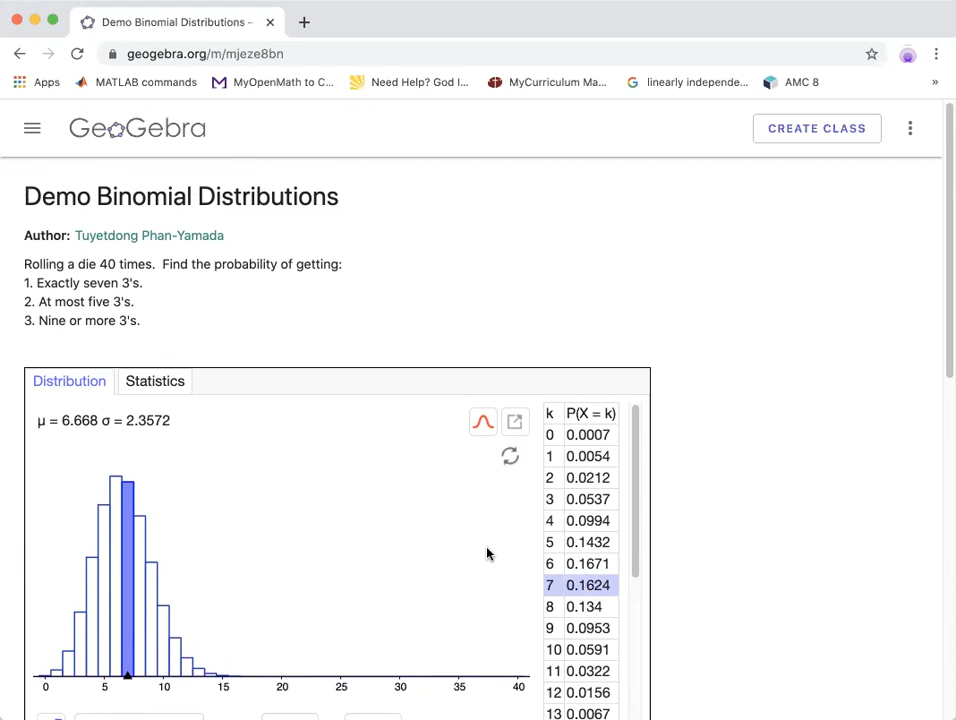 Demo Binomial Distributions –
geogebra.org/m/mjeze8bn
Apps MATLAB commands MyOpenMath to C... Need Help? God l... MyCurriculum Ma... linearly independe... AMC 8 »
GeoGebra
CREATE CLASS
Demo Binomial Distributions
Author: Tuyetdong Phan-Yamada
Rolling a die 40 times. Find the probability of getting:
1. Exactly seven 3's.
2. At most five 3's.
3. Nine or more 3's.
Distribution Statistics
μ = 6.668 σ = 2.3572
0 5 10 15 20 25 30 35 40
k P(X = k)
0 0.0007
1 0.0054
2 0.0212
3 0.0537
4 0.0994
5 0.1432
6 0.1671
7 0.1624
8 0.134
9 0.0953
10 0.0591
11 0.0322
12 0.0156
13 0.0067